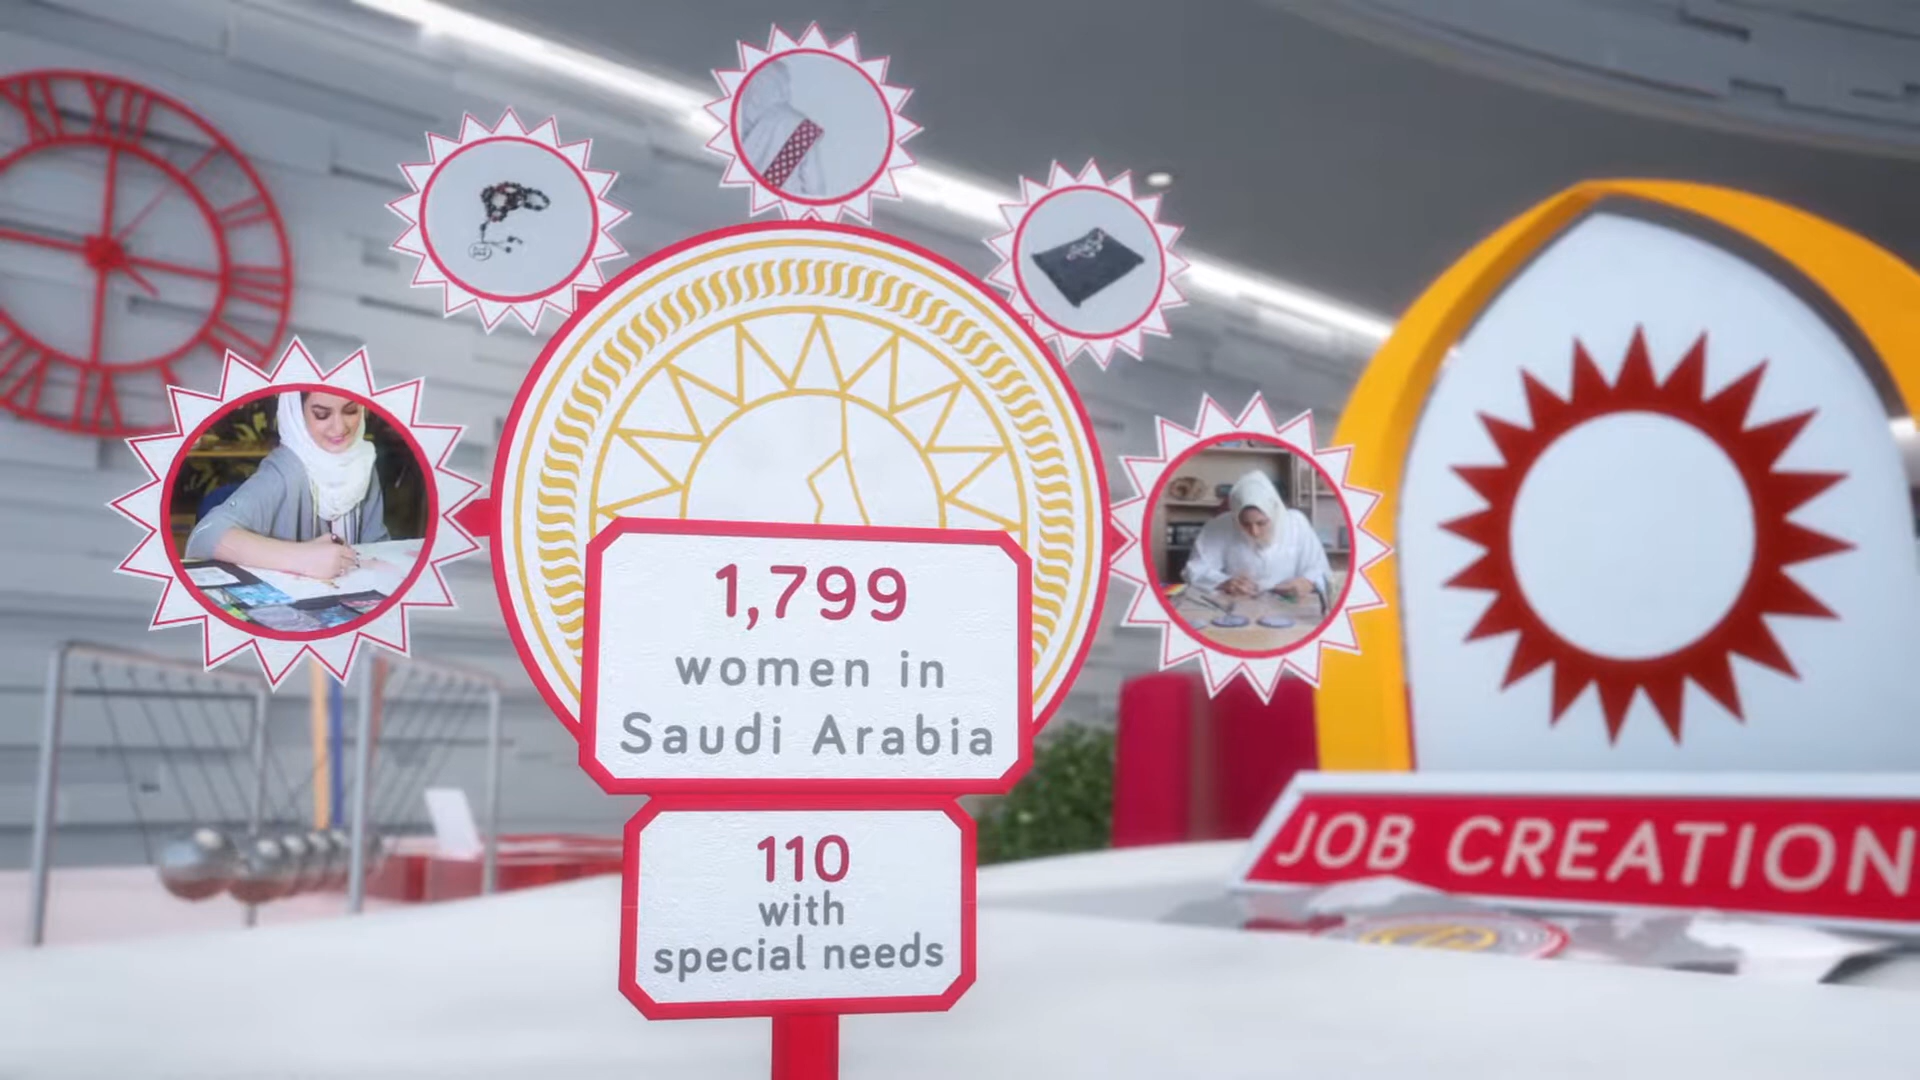 1,799
women in
Saudi Arabia
110
with
special needs
JOB CREATION